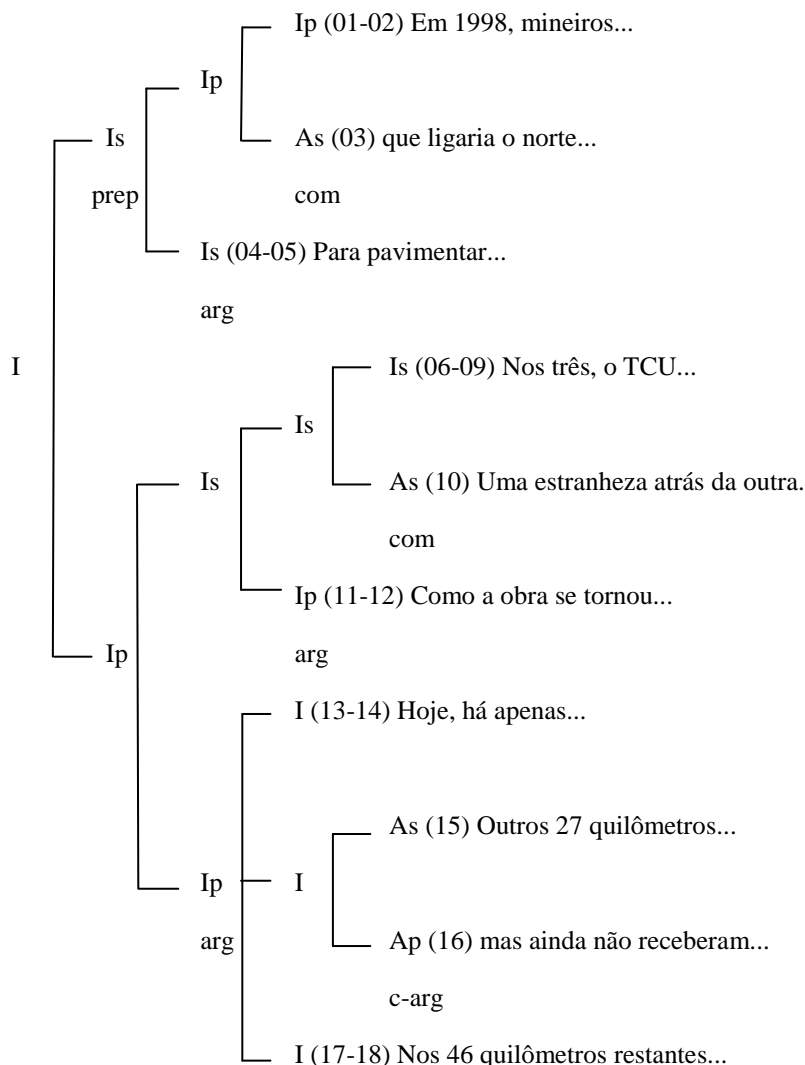 Ip (01-02) Em 1998, mineiros...
Ip
Is
As (03) que ligaria o norte...
prep
com
Is (04-05) Para pavimentar...
arg
I
Is (06-09) Nos três, o TCU...
Is
Is
As (10) Uma estranheza atrás da outra.
com
Ip (11-12) Como a obra se tornou...
arg
Ip
I (13-14) Hoje, há apenas...
As (15) Outros 27 quilômetros...
Ip
I
arg
Ap (16) mas ainda não receberam...
c-arg
I (17-18) Nos 46 quilômetros restantes...